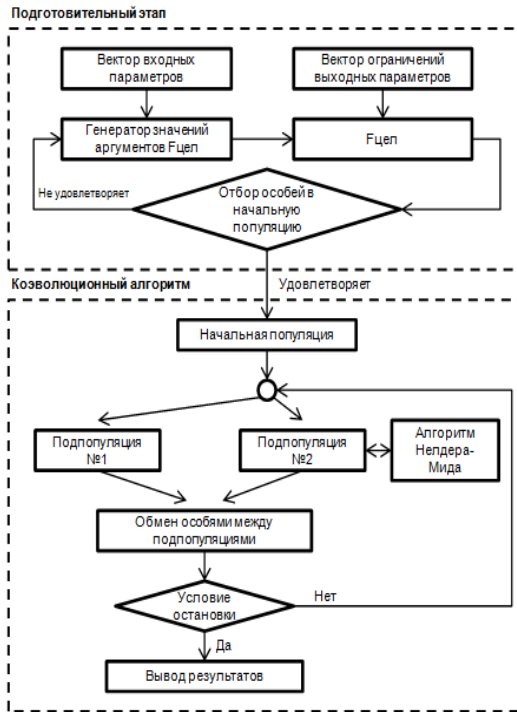 Подготовительный этап
Вектор входных
параметров
Вектор ограничений
выходных параметров
Генератор значений
аргументов Fцел
Fцел
Не удовлетворяет
Отбор особей в
начальную
популяцию
Удовлетворяет
Коэволюционный алгоритм
Начальная популяция
Подпопуляция
№1
Подпопуляция
№2
Алгоритм
Нелдера-
Мида
Обмен особями между
подпопуляциями
Условие
остановки
Нет
Да
Вывод результатов